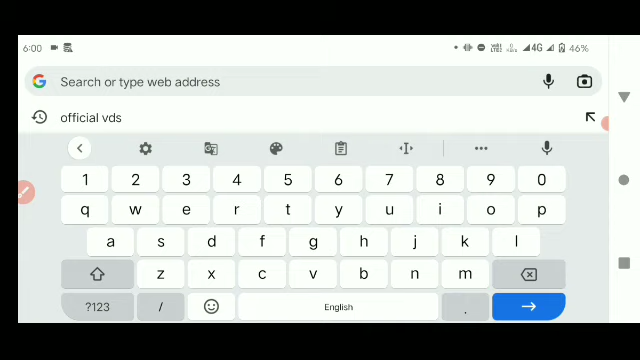 6:00 4G 46%
Search or type web address
official vds
1 2 3 4 5 6 7 8 9 0
q w e r t y u i o p
a s d f g h j k l
z x c v b n m
?123 / English .